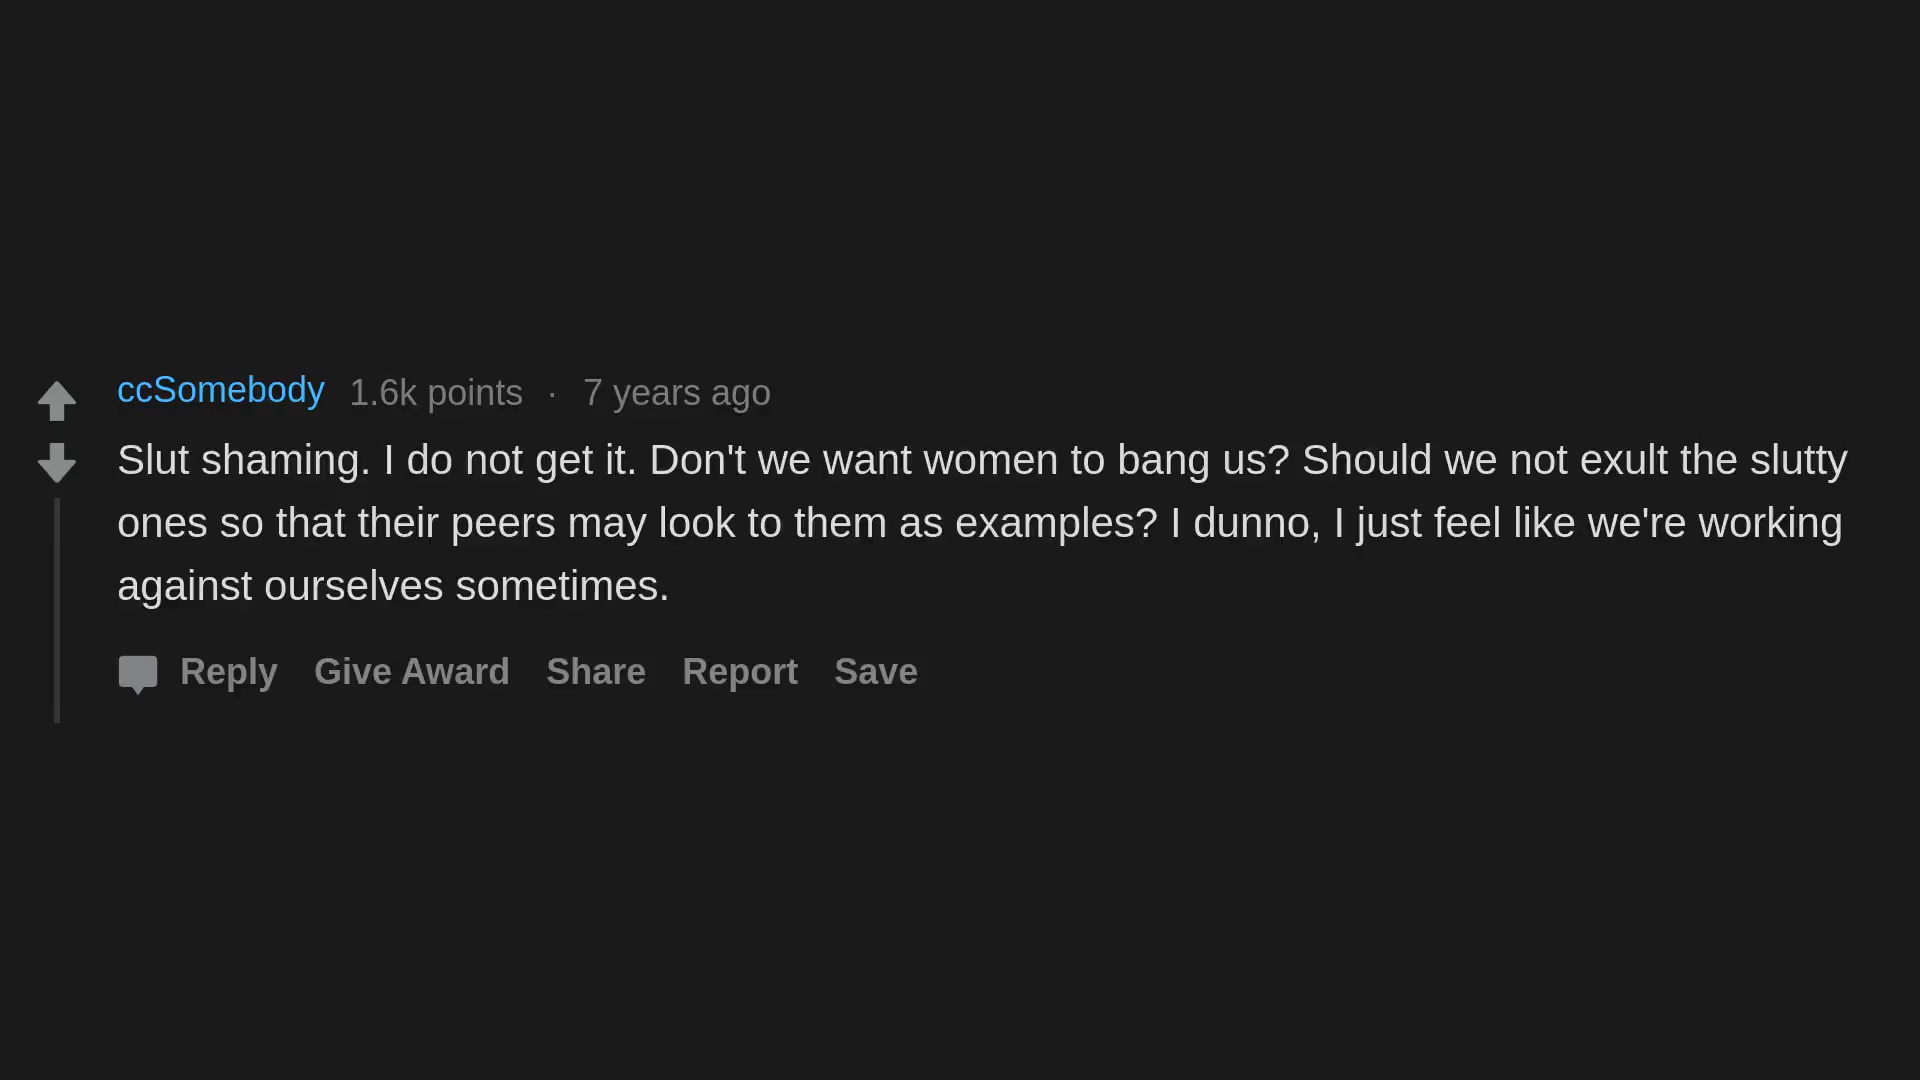 ccSomebody 1.6k points · 7 years ago
Slut shaming. I do not get it. Don't we want women to bang us? Should we not exult the slutty
ones so that their peers may look to them as examples? I dunno, I just feel like we're working
against ourselves sometimes.
Reply Give Award Share Report Save